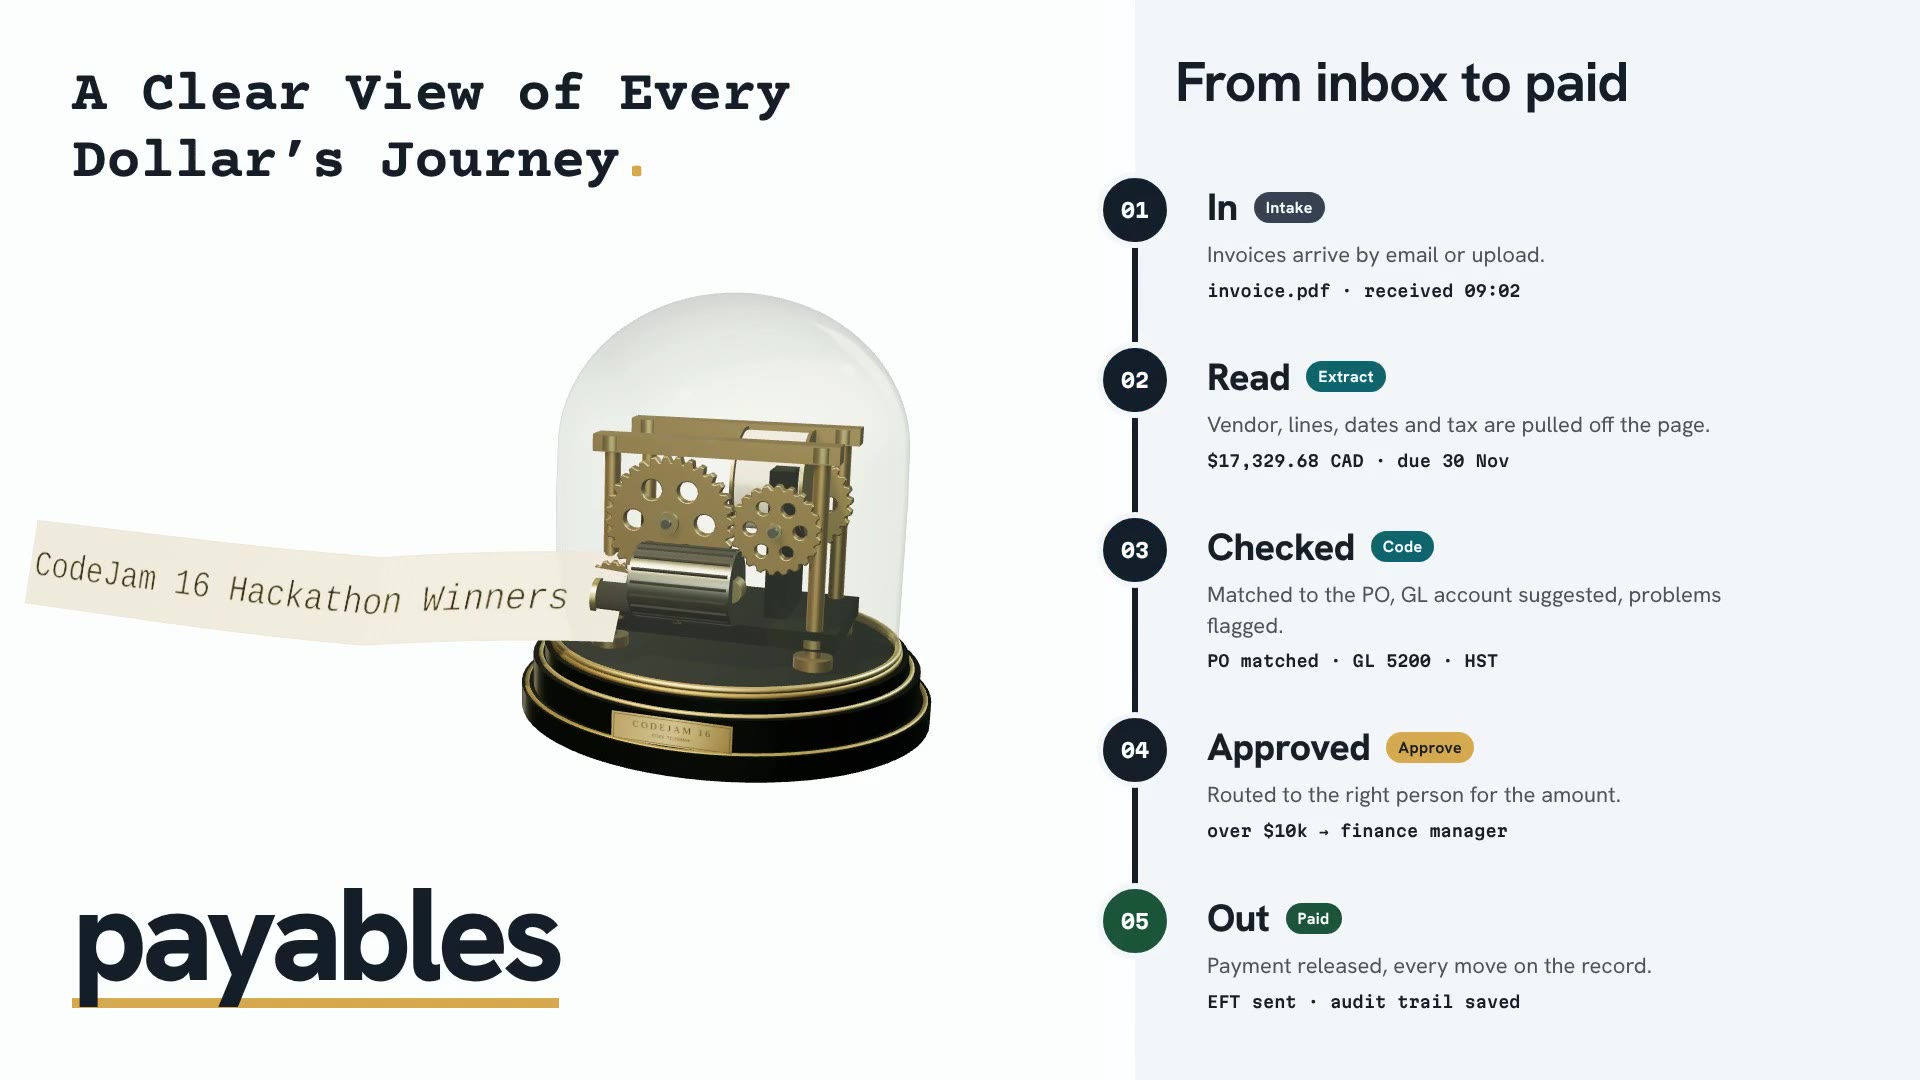 A Clear View of Every
Dollar’s Journey.
CodeJam 16 Hackathon Winners
CODEJAM 16
payables
From inbox to paid
01
In Intake
Invoices arrive by email or upload.
invoice.pdf · received 09:02
02
Read Extract
Vendor, lines, dates and tax are pulled off the page.
$17,329.68 CAD · due 30 Nov
03
Checked Code
Matched to the PO, GL account suggested, problems
flagged.
PO matched · GL 5200 · HST
04
Approved Approve
Routed to the right person for the amount.
over $10k → finance manager
05
Out Paid
Payment released, every move on the record.
EFT sent · audit trail saved